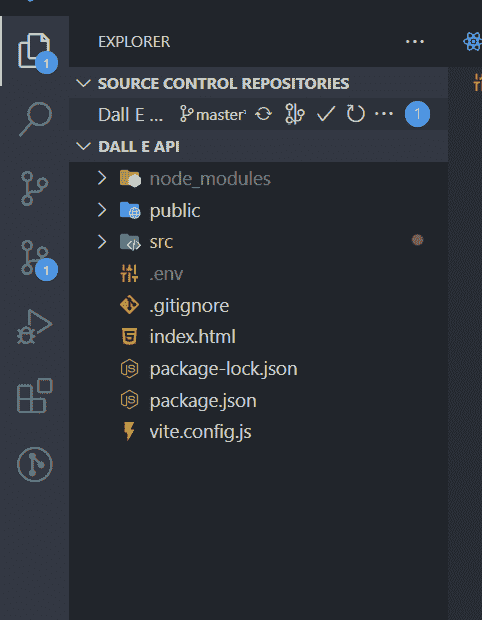 EXPLORER
SOURCE CONTROL REPOSITORIES
Dall E ... master* 1
DALL E API
node_modules
public
src
.env
.gitignore
index.html
package-lock.json
package.json
vite.config.js
1
1